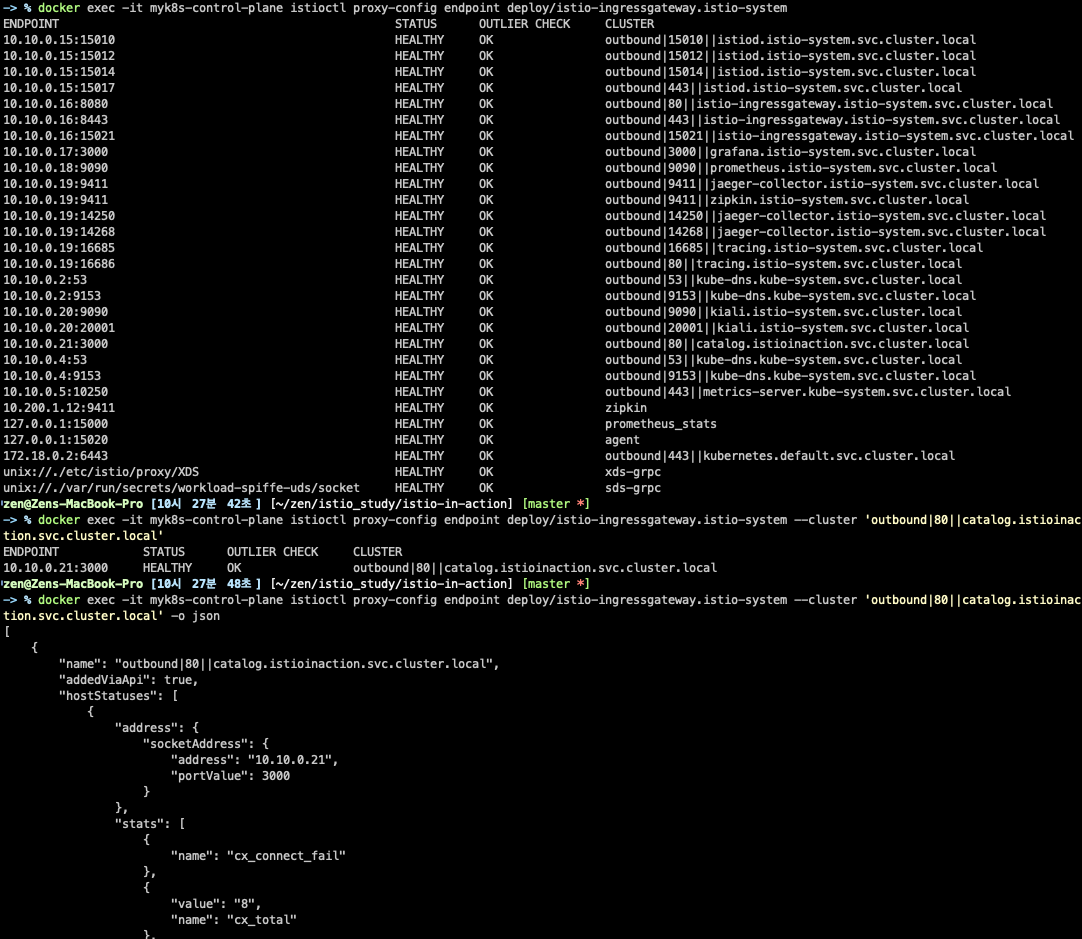 -> % docker exec -it myk8s-control-plane istioctl proxy-config endpoint deploy/istio-ingressgateway.istio-system
ENDPOINT STATUS OUTLIER CHECK CLUSTER
10.10.0.15:15010 HEALTHY OK outbound|15010||istiod.istio-system.svc.cluster.local
10.10.0.15:15012 HEALTHY OK outbound|15012||istiod.istio-system.svc.cluster.local
10.10.0.15:15014 HEALTHY OK outbound|15014||istiod.istio-system.svc.cluster.local
10.10.0.15:15017 HEALTHY OK outbound|443||istiod.istio-system.svc.cluster.local
10.10.0.16:8080 HEALTHY OK outbound|80||istio-ingressgateway.istio-system.svc.cluster.local
10.10.0.16:8443 HEALTHY OK outbound|443||istio-ingressgateway.istio-system.svc.cluster.local
10.10.0.16:15021 HEALTHY OK outbound|15021||istio-ingressgateway.istio-system.svc.cluster.local
10.10.0.17:3000 HEALTHY OK outbound|3000||grafana.istio-system.svc.cluster.local
10.10.0.18:9090 HEALTHY OK outbound|9090||prometheus.istio-system.svc.cluster.local
10.10.0.19:9411 HEALTHY OK outbound|9411||jaeger-collector.istio-system.svc.cluster.local
10.10.0.19:9411 HEALTHY OK outbound|9411||zipkin.istio-system.svc.cluster.local
10.10.0.19:14250 HEALTHY OK outbound|14250||jaeger-collector.istio-system.svc.cluster.local
10.10.0.19:14268 HEALTHY OK outbound|14268||jaeger-collector.istio-system.svc.cluster.local
10.10.0.19:16685 HEALTHY OK outbound|16685||tracing.istio-system.svc.cluster.local
10.10.0.19:16686 HEALTHY OK outbound|80||tracing.istio-system.svc.cluster.local
10.10.0.2:53 HEALTHY OK outbound|53||kube-dns.kube-system.svc.cluster.local
10.10.0.2:9153 HEALTHY OK outbound|9153||kube-dns.kube-system.svc.cluster.local
10.10.0.20:9090 HEALTHY OK outbound|9090||kiali.istio-system.svc.cluster.local
10.10.0.20:20001 HEALTHY OK outbound|20001||kiali.istio-system.svc.cluster.local
10.10.0.21:3000 HEALTHY OK outbound|80||catalog.istioinaction.svc.cluster.local
10.10.0.4:53 HEALTHY OK outbound|53||kube-dns.kube-system.svc.cluster.local
10.10.0.4:9153 HEALTHY OK outbound|9153||kube-dns.kube-system.svc.cluster.local
10.10.0.5:10250 HEALTHY OK outbound|443||metrics-server.kube-system.svc.cluster.local
10.200.1.12:9411 HEALTHY OK zipkin
127.0.0.1:15000 HEALTHY OK prometheus_stats
127.0.0.1:15020 HEALTHY OK agent
172.18.0.2:6443 HEALTHY OK outbound|443||kubernetes.default.svc.cluster.local
unix://./etc/istio/proxy/XDS HEALTHY OK xds-grpc
unix://./var/run/secrets/workload-spiffe-uds/socket HEALTHY OK sds-grpc
zen@Zens-MacBook-Pro [10시 27분 42초] [~/zen/istio_study/istio-in-action] [master *]
-> % docker exec -it myk8s-control-plane istioctl proxy-config endpoint deploy/istio-ingressgateway.istio-system --cluster 'outbound|80||catalog.istioinac
tion.svc.cluster.local'
ENDPOINT STATUS OUTLIER CHECK CLUSTER
10.10.0.21:3000 HEALTHY OK outbound|80||catalog.istioinaction.svc.cluster.local
zen@Zens-MacBook-Pro [10시 27분 48초] [~/zen/istio_study/istio-in-action] [master *]
-> % docker exec -it myk8s-control-plane istioctl proxy-config endpoint deploy/istio-ingressgateway.istio-system --cluster 'outbound|80||catalog.istioinac
tion.svc.cluster.local' -o json
[
{
"name": "outbound|80||catalog.istioinaction.svc.cluster.local",
"addedViaApi": true,
"hostStatuses": [
{
"address": {
"socketAddress": {
"address": "10.10.0.21",
"portValue": 3000
}
},
"stats": [
{
"name": "cx_connect_fail"
},
{
"value": "8",
"name": "cx_total"
},